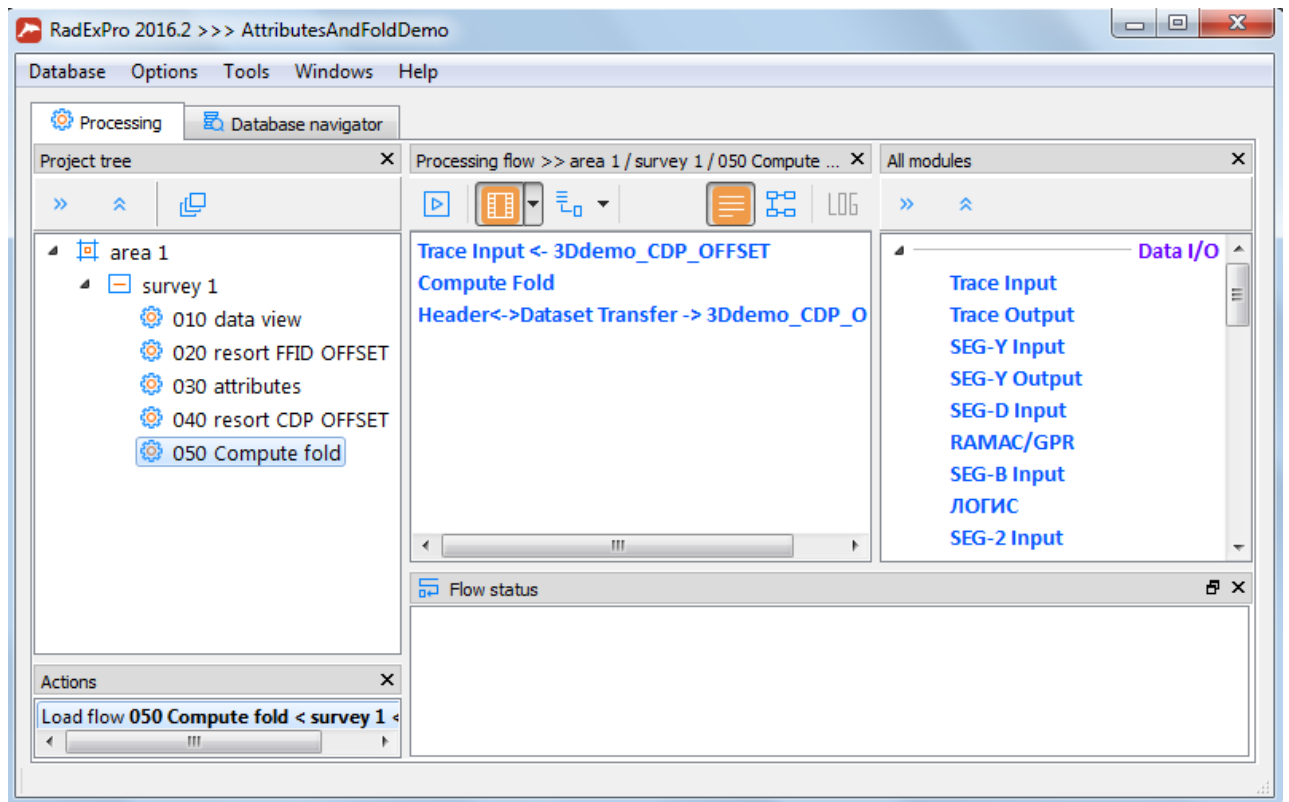 RadExPro 2016.2 >>> AttributesAndFoldDemo
Database Options Tools Windows Help
Processing Database navigator
Project tree
area 1
survey 1
010 data view
020 resort FFID OFFSET
030 attributes
040 resort CDP OFFSET
050 Compute fold
Actions
Load flow 050 Compute fold < survey 1 <
Processing flow >> area 1 / survey 1 / 050 Compute ...
LOG
Trace Input <- 3Ddemo_CDP_OFFSET
Compute Fold
Header<->Dataset Transfer -> 3Ddemo_CDP_O
Flow status
All modules
Data I/O
Trace Input
Trace Output
SEG-Y Input
SEG-Y Output
SEG-D Input
RAMAC/GPR
SEG-B Input
ЛОГИС
SEG-2 Input